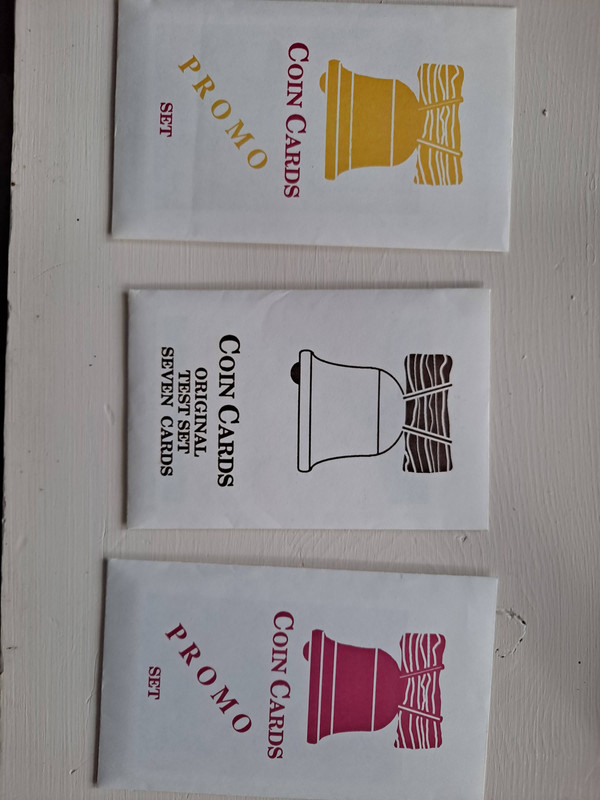 COIN CARDS
PROMO
SET
COIN CARDS
ORIGINAL
TEST SET
SEVEN CARDS
COIN CARDS
PROMO
SET